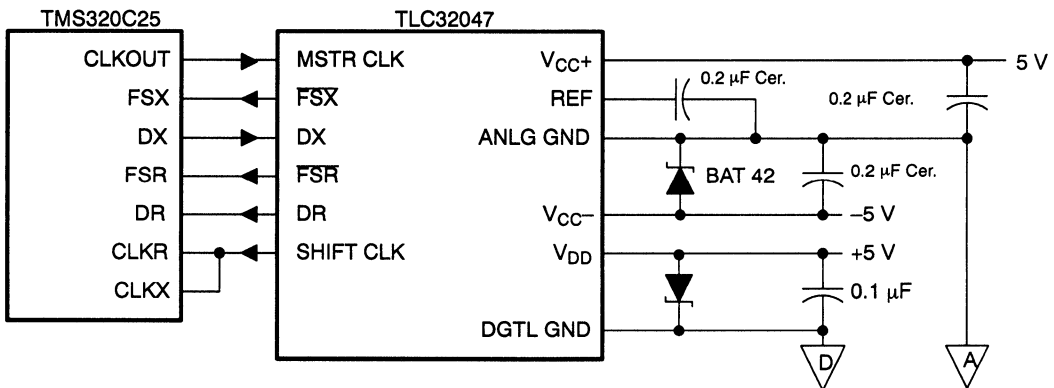 TMS320C25 TLC32047
CLKOUT MSTR CLK VCC+ 5 V
0.2 μF Cer.
FSX FSX REF 0.2 μF Cer.
DX DX ANLG GND
FSR FSR BAT 42 0.2 μF Cer.
DR DR VCC– –5 V
CLKR SHIFT CLK VDD +5 V
CLKX 0.1 μF
DGTL GND
D A